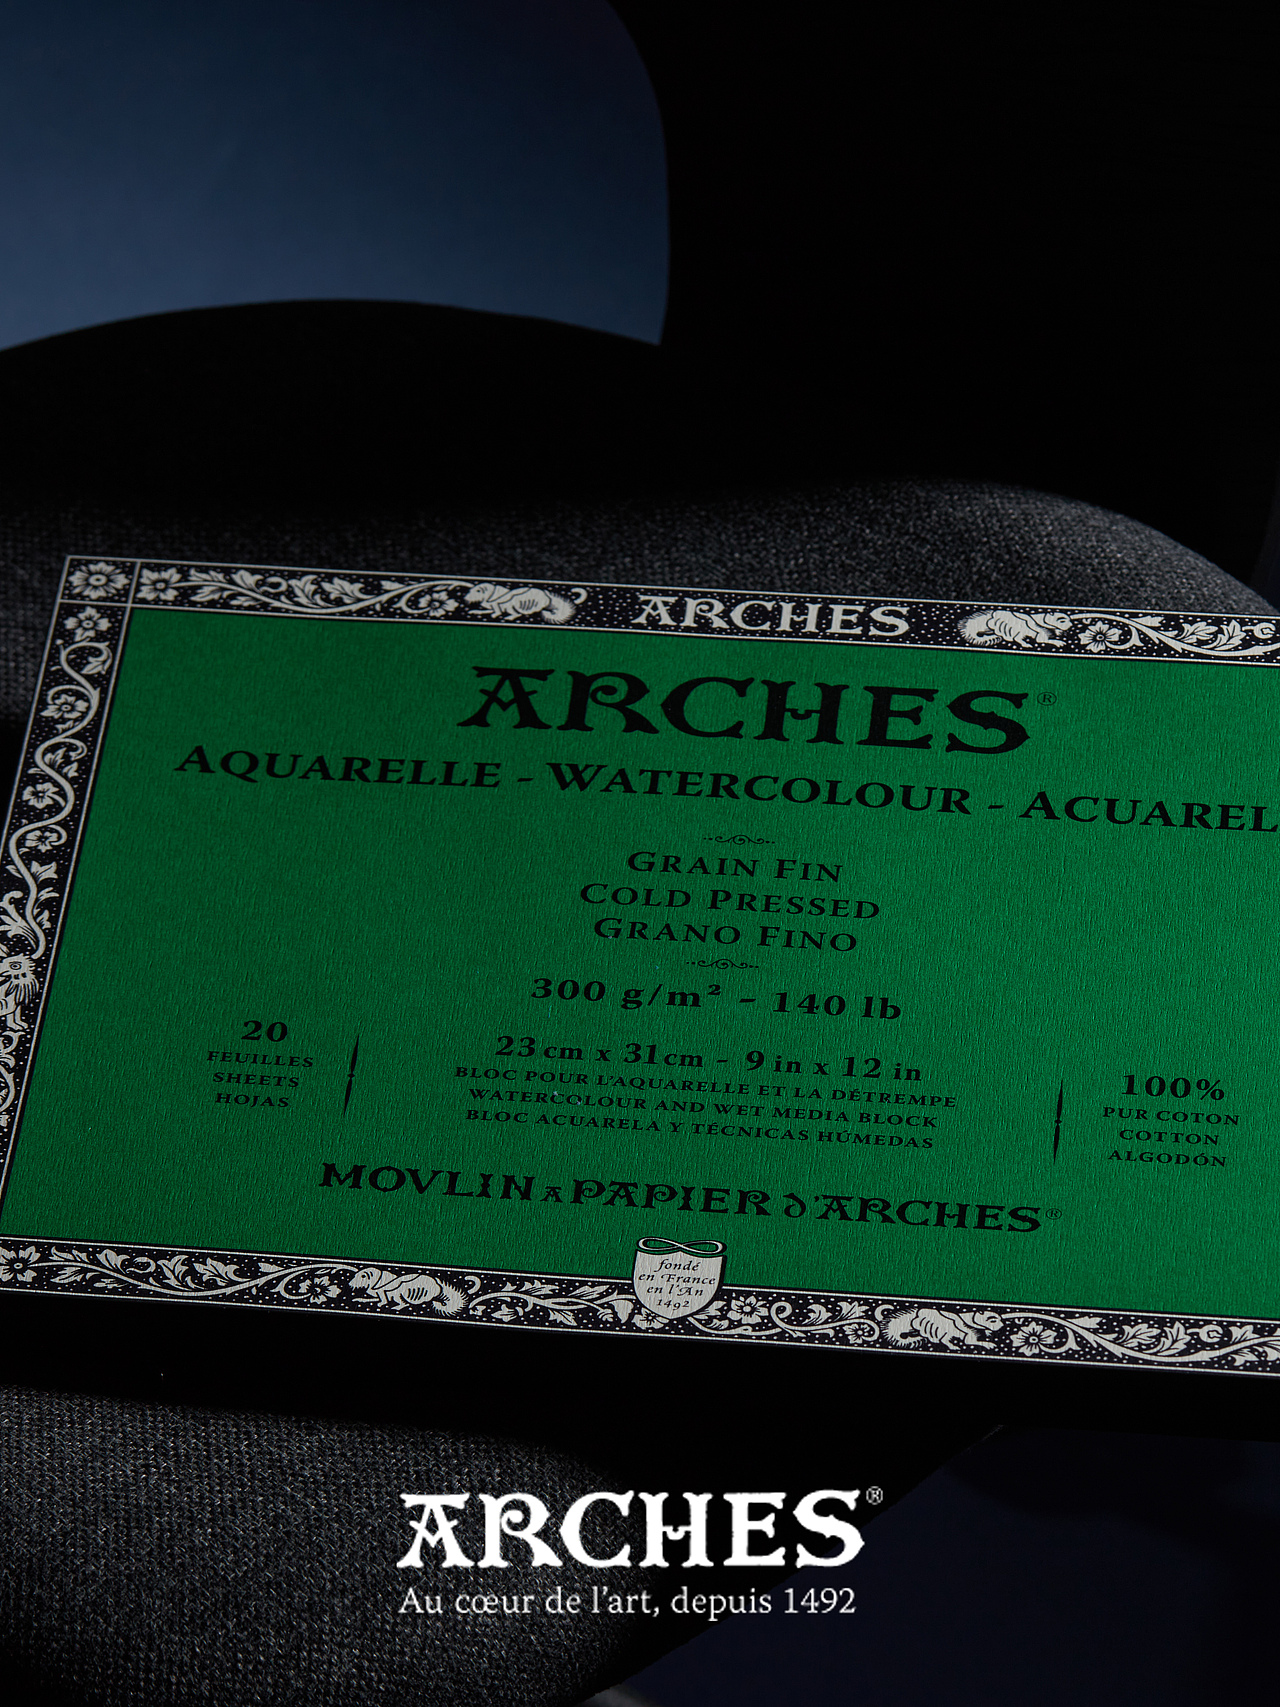 ARCHES
ARCHES®
AQUARELLE - WATERCOLOUR - ACUAREL
GRAIN FIN
COLD PRESSED
GRANO FINO
300 g/m² - 140 lb
20
FEUILLES
SHEETS
HOJAS
23 cm x 31 cm - 9 in x 12 in
BLOC POUR L'AQUARELLE ET LA DÉTREMPE
WATERCOLOUR AND WET MEDIA BLOCK
BLOC ACUARELA Y TÉCNICAS HÚMEDAS
100%
PUR COTON
COTTON
ALGODÓN
MOVLIN A PAPIER D'ARCHES®
fondé
en France
en l'An
1492
ARCHES®
Au cœur de l'art, depuis 1492